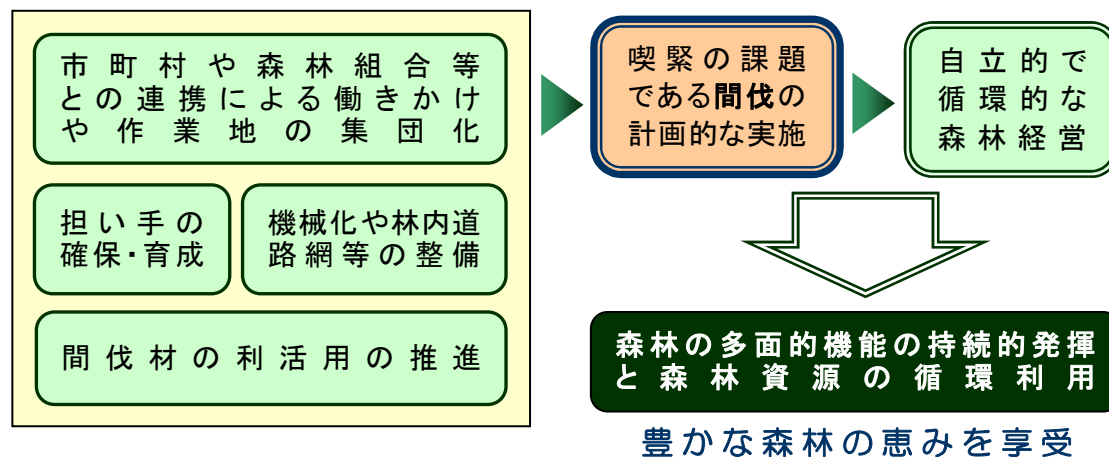 市町村や森林組合等
との連携による働きかけ
や作業地の集団化
担い手の
確保・育成
機械化や林内道
路網等の整備
間伐材の利活用の推進
喫緊の課題
である間伐の
計画的な実施
自立的で
循環的な
森林経営
森林の多面的機能の持続的発揮
と森林資源の循環利用
豊かな森林の恵みを享受